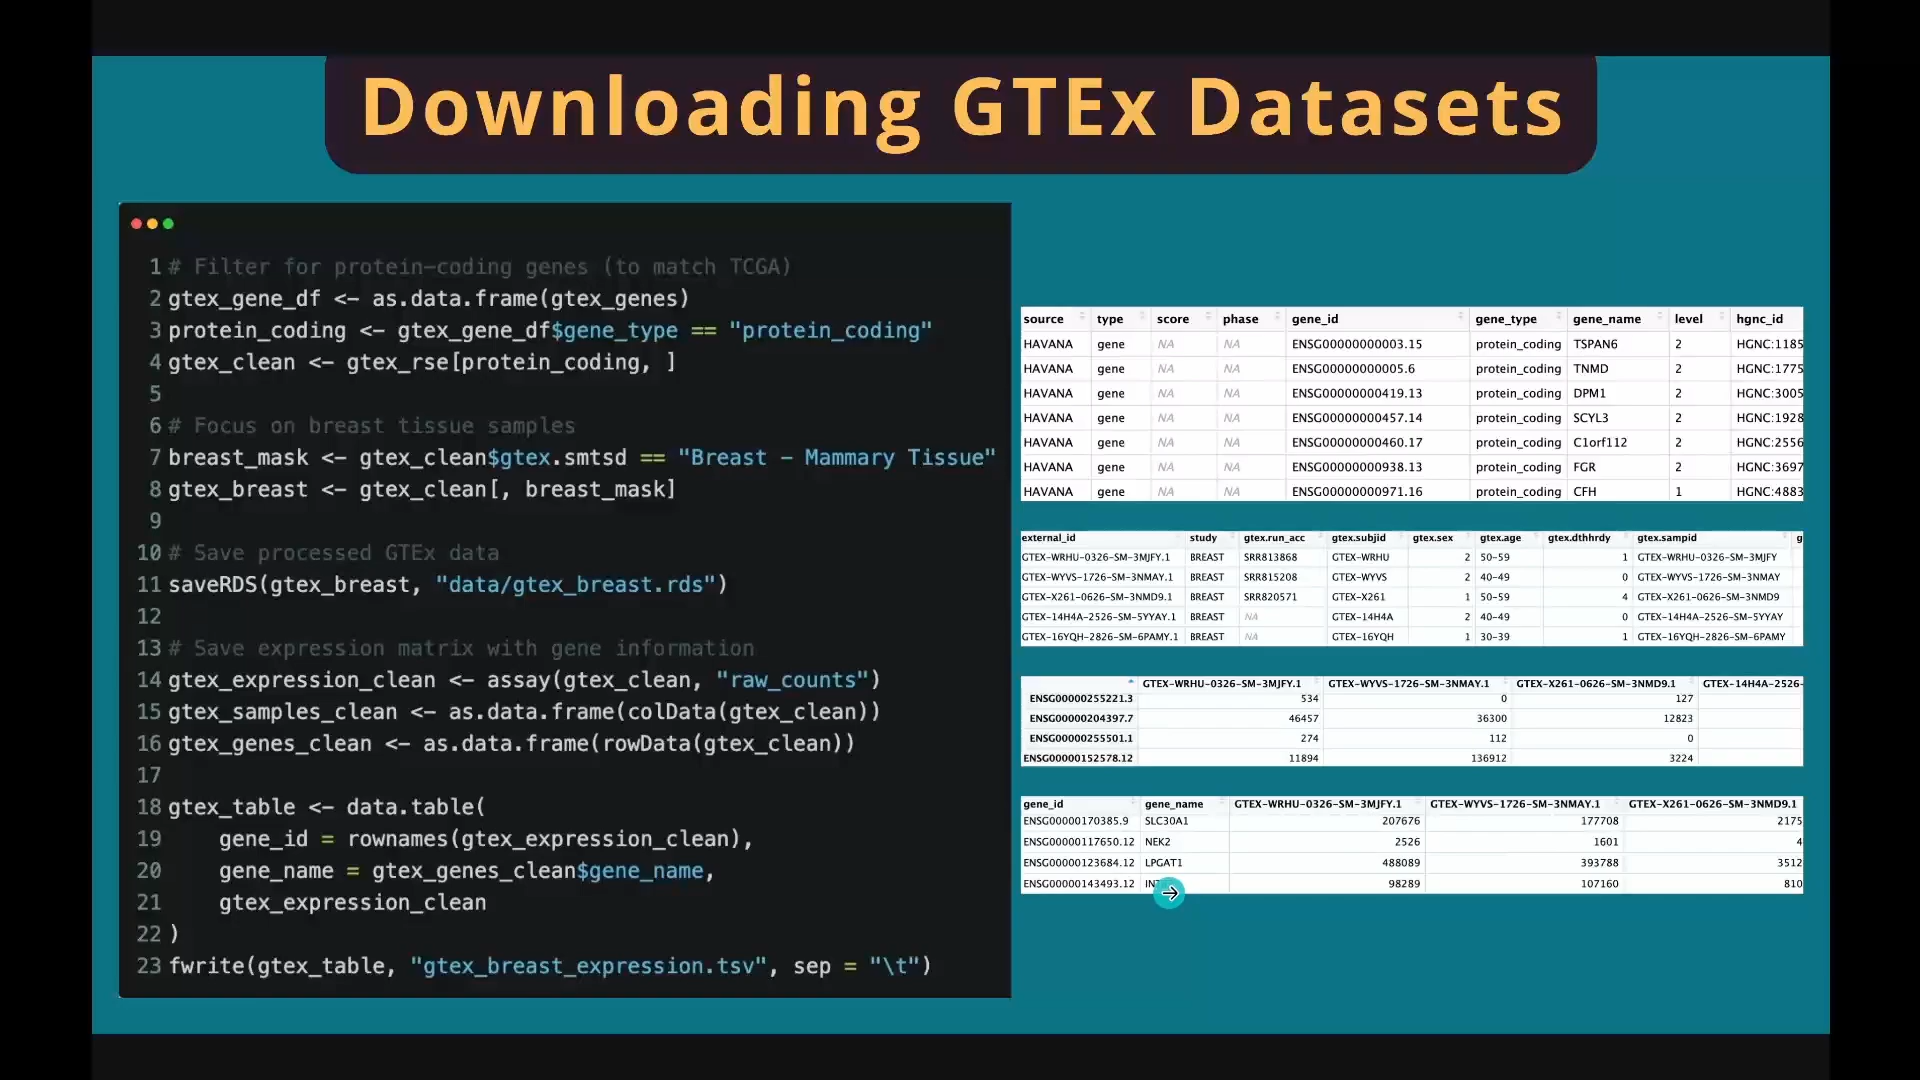 Downloading GTEx Datasets
1 # Filter for protein-coding genes (to match TCGA)
2 gtex_gene_df <- as.data.frame(gtex_genes)
3 protein_coding <- gtex_gene_df$gene_type == "protein_coding"
4 gtex_clean <- gtex_rse[protein_coding, ]
5
6 # Focus on breast tissue samples
7 breast_mask <- gtex_clean$gtex.smtsd == "Breast - Mammary Tissue"
8 gtex_breast <- gtex_clean[, breast_mask]
9
10 # Save processed GTEx data
11 saveRDS(gtex_breast, "data/gtex_breast.rds")
12
13 # Save expression matrix with gene information
14 gtex_expression_clean <- assay(gtex_clean, "raw_counts")
15 gtex_samples_clean <- as.data.frame(colData(gtex_clean))
16 gtex_genes_clean <- as.data.frame(rowData(gtex_clean))
17
18 gtex_table <- data.table(
19 gene_id = rownames(gtex_expression_clean),
20 gene_name = gtex_genes_clean$gene_name,
21 gtex_expression_clean
22 )
23 fwrite(gtex_table, "gtex_breast_expression.tsv", sep = "\t")
source type score phase gene_id gene_type gene_name level hgnc_id
HAVANA gene NA NA ENSG00000000003.15 protein_coding TSPAN6 2 HGNC:1185
HAVANA gene NA NA ENSG00000000005.6 protein_coding TNMD 2 HGNC:1775
HAVANA gene NA NA ENSG00000000419.13 protein_coding DPM1 2 HGNC:3005
HAVANA gene NA NA ENSG00000000457.14 protein_coding SCYL3 2 HGNC:1928
HAVANA gene NA NA ENSG00000000460.17 protein_coding C1orf112 2 HGNC:2556
HAVANA gene NA NA ENSG00000000938.13 protein_coding FGR 2 HGNC:3697
HAVANA gene NA NA ENSG00000000971.16 protein_coding CFH 1 HGNC:4883
external_id study gtex.run_acc gtex.subjid gtex.sex gtex.age gtex.dthhrdy gtex.sampid g
GTEX-WRHU-0326-SM-3MJFY.1 BREAST SRR813868 GTEX-WRHU 2 50-59 1 GTEX-WRHU-0326-SM-3MJFY
GTEX-WYVS-1726-SM-3NMAY.1 BREAST SRR815208 GTEX-WYVS 2 40-49 0 GTEX-WYVS-1726-SM-3NMAY
GTEX-X261-0626-SM-3NMD9.1 BREAST SRR820571 GTEX-X261 1 50-59 4 GTEX-X261-0626-SM-3NMD9
GTEX-14H4A-2526-SM-5YYAY.1 BREAST NA GTEX-14H4A 2 40-49 0 GTEX-14H4A-2526-SM-5YYAY
GTEX-16YQH-2826-SM-6PAMY.1 BREAST NA GTEX-16YQH 1 30-39 1 GTEX-16YQH-2826-SM-6PAMY
GTEX-WRHU-0326-SM-3MJFY.1 GTEX-WYVS-1726-SM-3NMAY.1 GTEX-X261-0626-SM-3NMD9.1 GTEX-14H4A-2526-
ENSG00000255221.3 534 0 127
ENSG00000204397.7 46457 36300 12823
ENSG00000255501.1 274 112 0
ENSG00000152578.12 11894 136912 3224
gene_id gene_name GTEX-WRHU-0326-SM-3MJFY.1 GTEX-WYVS-1726-SM-3NMAY.1 GTEX-X261-0626-SM-3NMD9.1
ENSG00000170385.9 SLC30A1 207676 177708 2175
ENSG00000117650.12 NEK2 2526 1601 4
ENSG00000123684.12 LPGAT1 488089 393788 3512
ENSG00000143493.12 98289 107160 810